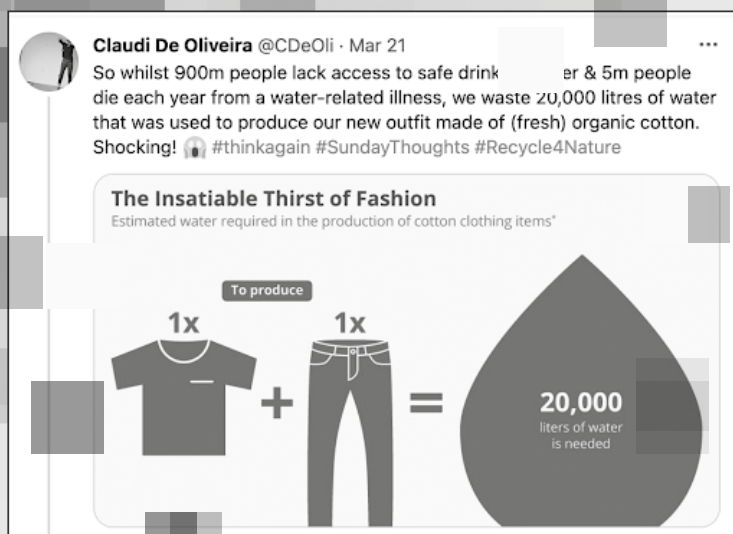 Claudi De Oliveira @CDeOli · Mar 21
So whilst 900m people lack access to safe & 5m people
die each year from a water-related illness, we waste 20,000 litres of water
that was used to produce our new outfit made of (fresh) organic cotton.
Shocking! 😱 #thinkagain #SundayThoughts #Recycle4Nature
The Insatiable Thirst of Fashion
Estimated water required in the production of cotton clothing items*
To produce
1x 1x
+ =
20,000
liters of water
is needed